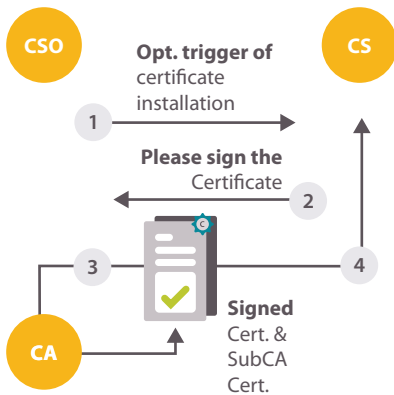 CSO
CS
Opt. trigger of
certificate
installation
1
Please sign the
Certificate
2
C
3
4
Signed
Cert. &
SubCA
Cert.
CA